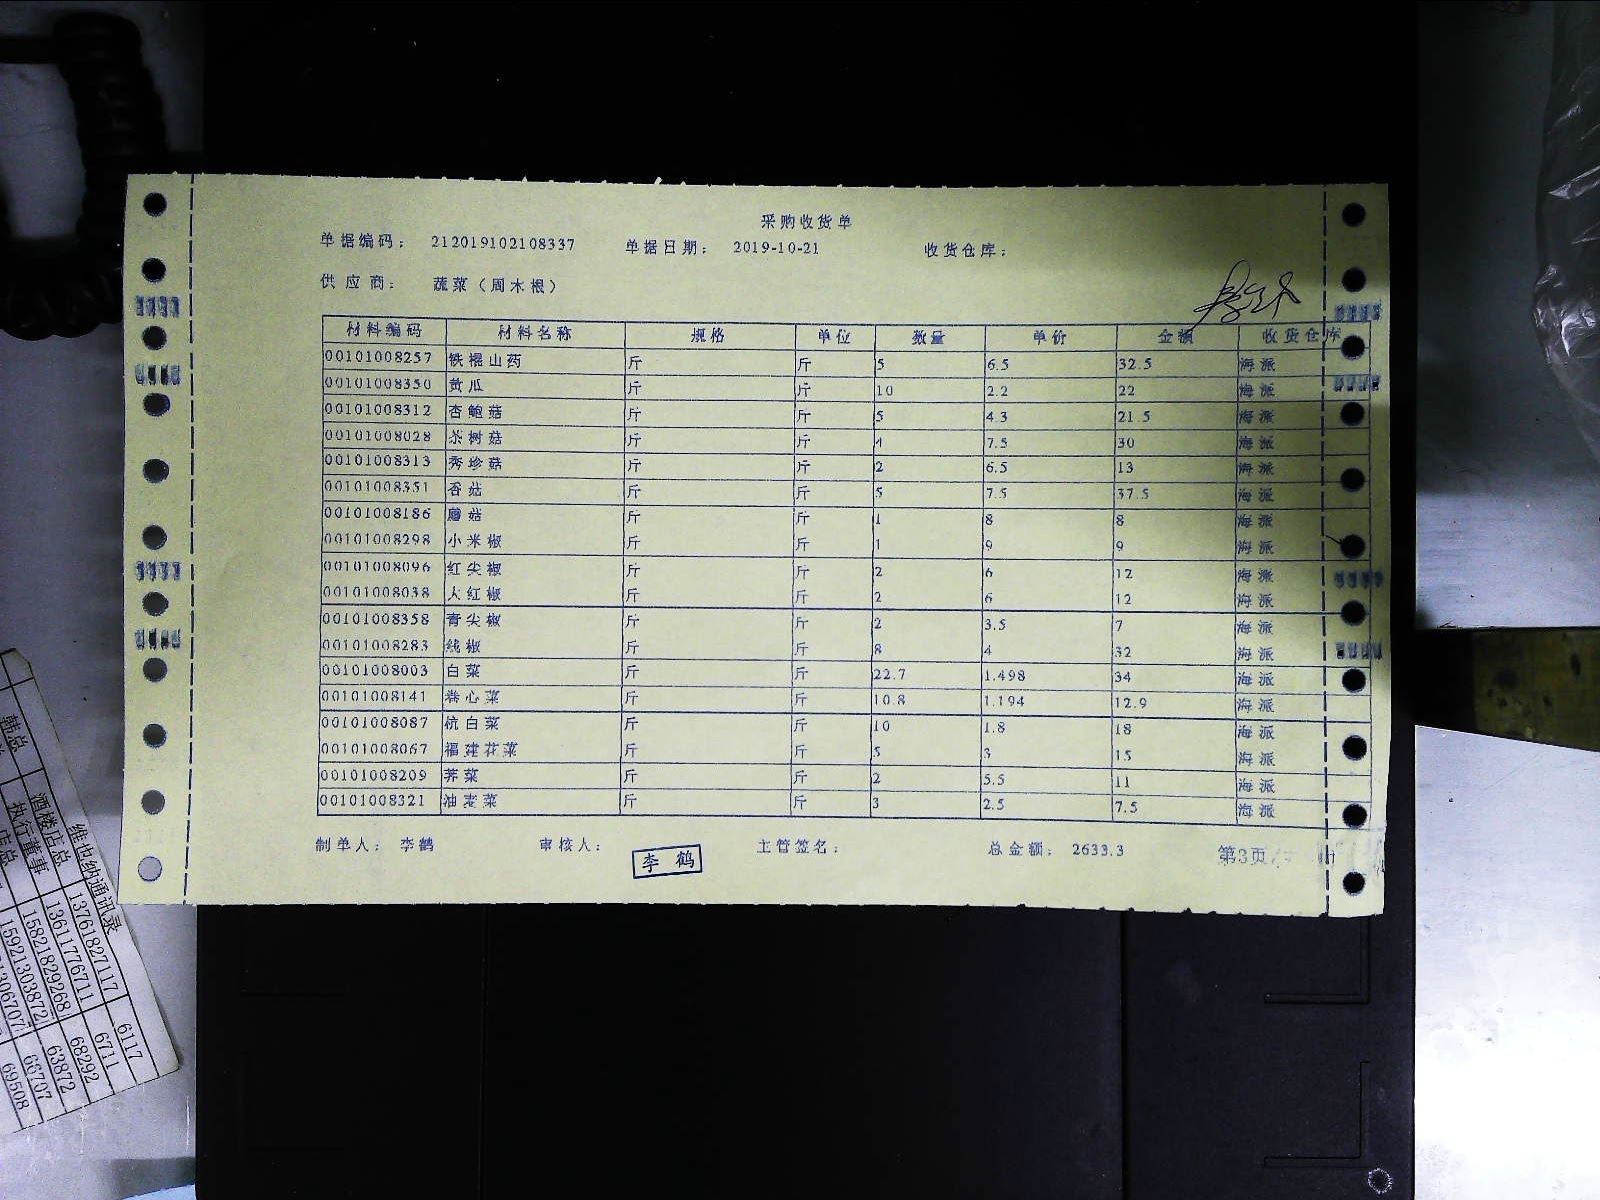 采购收货单
单据编码： 212019102108337 单据日期： 2019-10-21 收货仓库：
供应商： 蔬菜（周木根）
材料编码 材料名称 规格 单位 数量 单价 金额 收货仓库
00101008257 铁棍山药 斤 斤 5 6.5 32.5 海派
00101008350 黄瓜 斤 斤 10 2.2 22 海派
00101008312 杏鲍菇 斤 斤 5 4.3 21.5 海派
00101008028 茶树菇 斤 斤 4 7.5 30 海派
00101008313 秀珍菇 斤 斤 2 6.5 13 海派
00101008351 香菇 斤 斤 5 7.5 37.5 海派
00101008186 蘑菇 斤 斤 1 8 8 海派
00101008298 小米椒 斤 斤 1 9 9 海派
00101008096 红尖椒 斤 斤 2 6 12 海派
00101008038 大红椒 斤 斤 2 6 12 海派
00101008358 青尖椒 斤 斤 2 3.5 7 海派
00101008283 线椒 斤 斤 8 4 32 海派
00101008003 白菜 斤 斤 22.7 1.498 34 海派
00101008141 卷心菜 斤 斤 10.8 1.194 12.9 海派
00101008087 杭白菜 斤 斤 10 1.8 18 海派
00101008067 福建花菜 斤 斤 5 3 15 海派
00101008209 荠菜 斤 斤 2 5.5 11 海派
00101008321 油麦菜 斤 斤 3 2.5 7.5 海派
制单人： 李鹤 审核人： 李鹤 主管签名： 总金额： 2633.3 第3页
维也纳通讯录
韩总 酒楼店总 13761827117 6117
执行董事 13611776711 6711
店总 15821829268 68292
15921303872 63872
306707 66707
69508